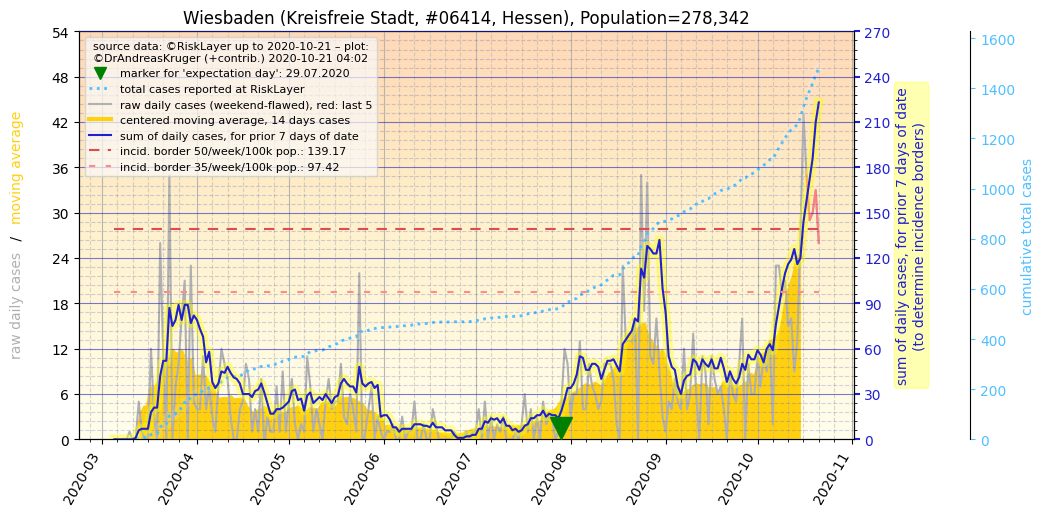 Wiesbaden (Kreisfreie Stadt, #06414, Hessen), Population=278,342
source data: ©RiskLayer up to 2020-10-21 – plot:
©DrAndreasKruger (+contrib.) 2020-10-21 04:02
marker for 'expectation day': 29.07.2020
total cases reported at RiskLayer
raw daily cases (weekend-flawed), red: last 5
centered moving average, 14 days cases
sum of daily cases, for prior 7 days of date
incid. border 50/week/100k pop.: 139.17
incid. border 35/week/100k pop.: 97.42
raw daily cases / moving average
54
48
42
36
30
24
18
12
6
0
270
240
210
180
150
120
90
60
30
0
sum of daily cases, for prior 7 days of date
(to determine incidence borders)
1600
1400
1200
1000
800
600
400
200
0
cumulative total cases
2020-03
2020-04
2020-05
2020-06
2020-07
2020-08
2020-09
2020-10
2020-11